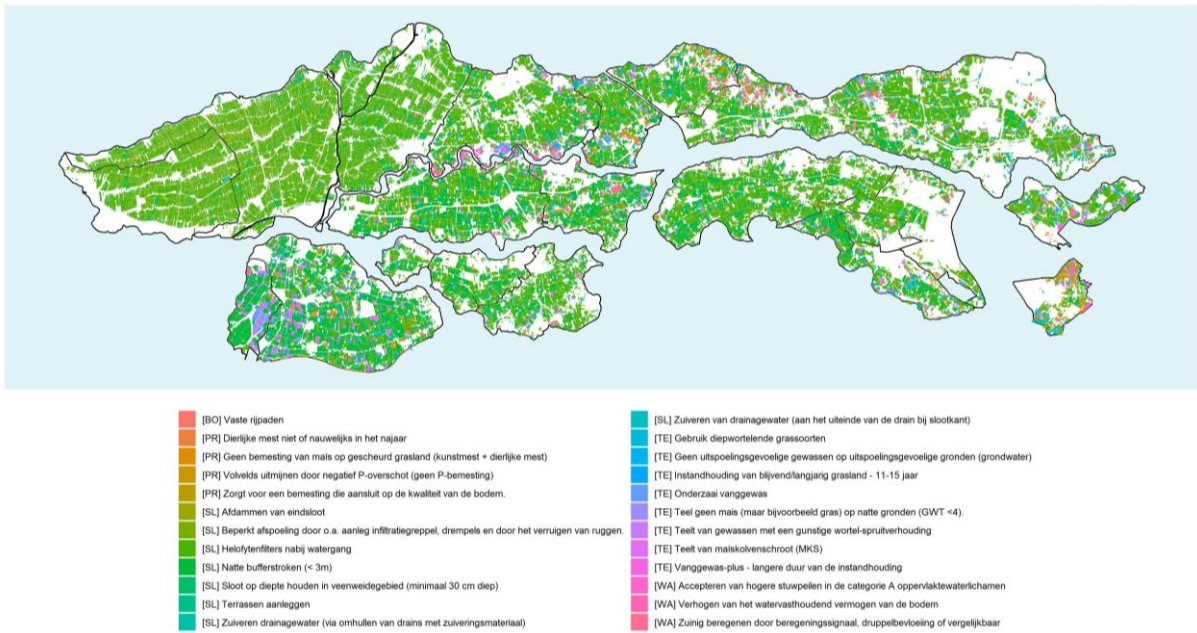 [BO] Vaste rijpaden
[PR] Dierlijke mest niet of nauwelijks in het najaar
[PR] Geen bemesting van maïs op gescheurd grasland (kunstmest + dierlijke mest)
[PR] Volvelds uitmijnen door negatief P-overschot (geen P-bemesting)
[PR] Zorgt voor een bemesting die aansluit op de kwaliteit van de bodem.
[SL] Afdammen van eindsloot
[SL] Beperkt afspoeling door o.a. aanleg infiltratiegreppel, drempels en door het verruigen van ruggen.
[SL] Helofytenfilters nabij watergang
[SL] Natte bufferstroken (< 3m)
[SL] Sloot op diepte houden in veenweidegebied (minimaal 30 cm diep)
[SL] Terrassen aanleggen
[SL] Zuiveren drainagewater (via omhullen van drains met zuiveringsmateriaal)
[SL] Zuiveren van drainagewater (aan het uiteinde van de drain bij slootkant)
[TE] Gebruik diepwortelende grassoorten
[TE] Geen uitspoelingsgevoelige gewassen op uitspoelingsgevoelige gronden (grondwater)
[TE] Instandhouding van blijvend/langjarig grasland - 11-15 jaar
[TE] Onderzaai vanggewas
[TE] Teel geen mais (maar bijvoorbeeld gras) op natte gronden (GWT <4).
[TE] Teelt van gewassen met een gunstige wortel-spruitverhouding
[TE] Teelt van maiskolvenschroot (MKS)
[TE] Vanggewas-plus - langere duur van de instandhouding
[WA] Accepteren van hogere stuwpeilen in de categorie A oppervlaktewaterlichamen
[WA] Verhogen van het watervasthoudend vermogen van de bodem
[WA] Zuinig beregenen door beregeningssignaal, druppelbevloeiing of vergelijkbaar